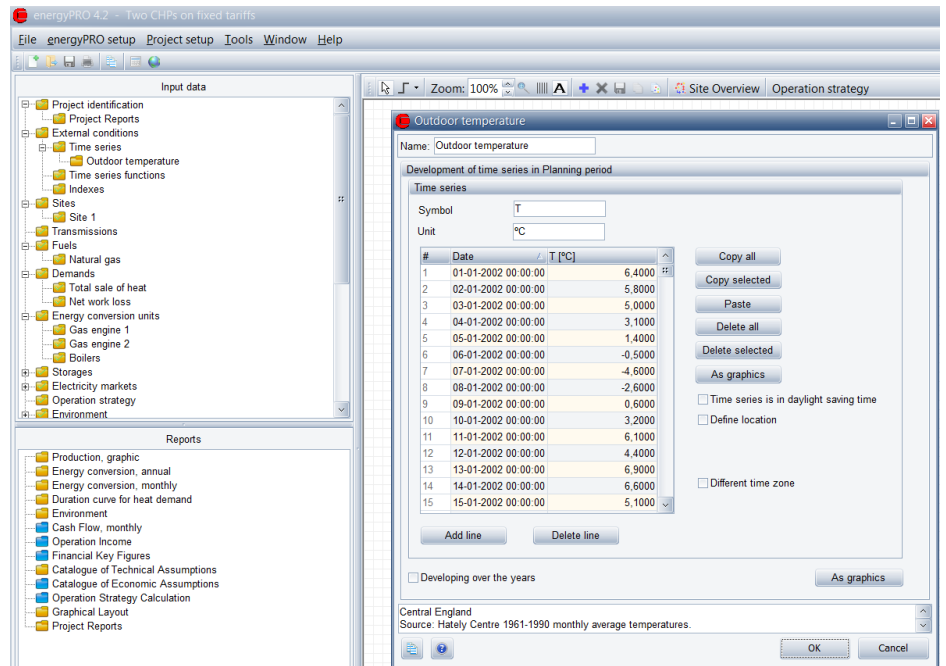 energyPRO 4.2 - Two CHPs on fixed tariffs
File energyPRO setup Project setup Tools Window Help
Input data
Project identification
Project Reports
External conditions
Time series
Outdoor temperature
Time series functions
Indexes
Sites
Site 1
Transmissions
Fuels
Natural gas
Demands
Total sale of heat
Net work loss
Energy conversion units
Gas engine 1
Gas engine 2
Boilers
Storages
Electricity markets
Operation strategy
Environment
Reports
Production, graphic
Energy conversion, annual
Energy conversion, monthly
Duration curve for heat demand
Environment
Cash Flow, monthly
Operation Income
Financial Key Figures
Catalogue of Technical Assumptions
Catalogue of Economic Assumptions
Operation Strategy Calculation
Graphical Layout
Project Reports
Zoom: 100% A Site Overview Operation strategy
Outdoor temperature
Name: Outdoor temperature
Development of time series in Planning period
Time series
Symbol T
Unit ºC
# Date T [ºC]
1 01-01-2002 00:00:00 6,4000
2 02-01-2002 00:00:00 5,8000
3 03-01-2002 00:00:00 5,0000
4 04-01-2002 00:00:00 3,1000
5 05-01-2002 00:00:00 1,4000
6 06-01-2002 00:00:00 -0,5000
7 07-01-2002 00:00:00 -4,6000
8 08-01-2002 00:00:00 -2,6000
9 09-01-2002 00:00:00 0,6000
10 10-01-2002 00:00:00 3,2000
11 11-01-2002 00:00:00 6,1000
12 12-01-2002 00:00:00 4,4000
13 13-01-2002 00:00:00 6,9000
14 14-01-2002 00:00:00 6,6000
15 15-01-2002 00:00:00 5,1000
Copy all
Copy selected
Paste
Delete all
Delete selected
As graphics
Time series is in daylight saving time
Define location
Different time zone
Add line Delete line
Developing over the years As graphics
Central England
Source: Hately Centre 1961-1990 monthly average temperatures.
OK Cancel